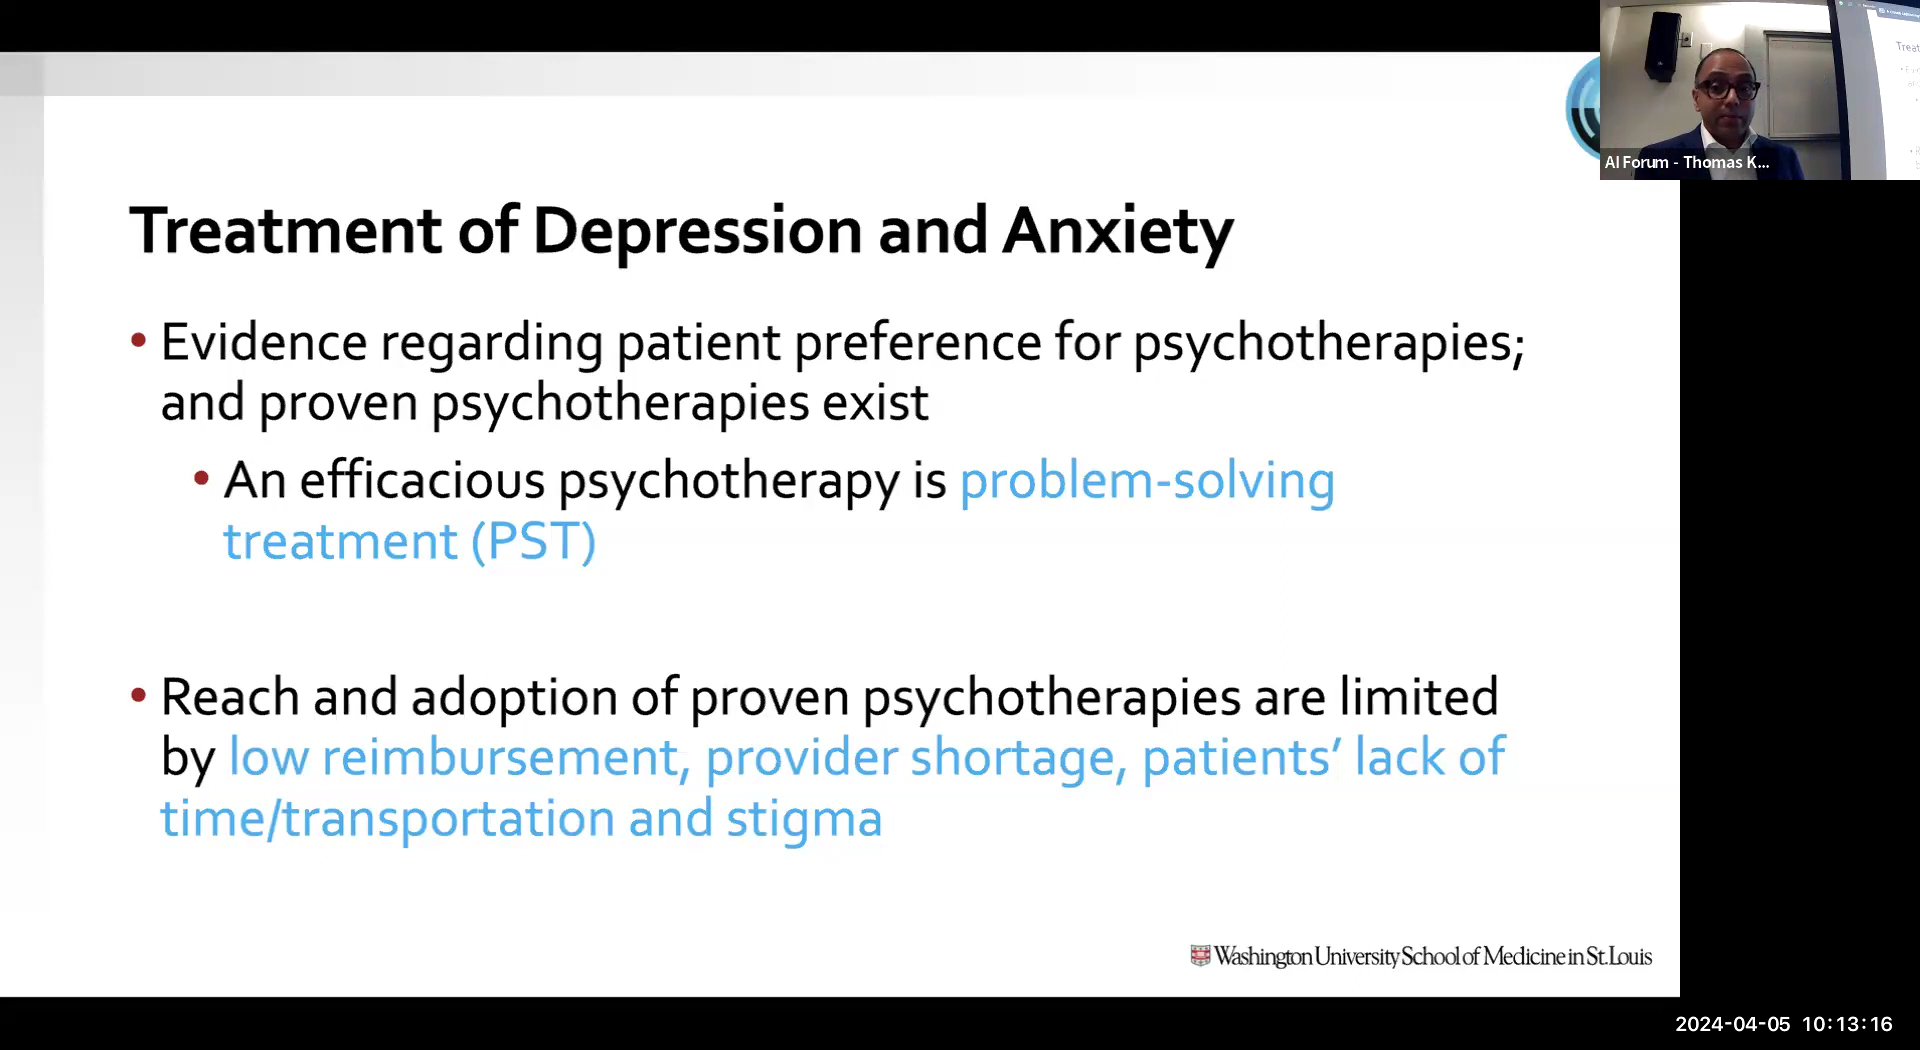 Treatment of Depression and Anxiety
• Evidence regarding patient preference for psychotherapies;
and proven psychotherapies exist
• An efficacious psychotherapy is problem-solving
treatment (PST)
• Reach and adoption of proven psychotherapies are limited
by low reimbursement, provider shortage, patients’ lack of
time/transportation and stigma
Washington University School of Medicine in St. Louis
AI Forum - Thomas K...
2024-04-05 10:13:16